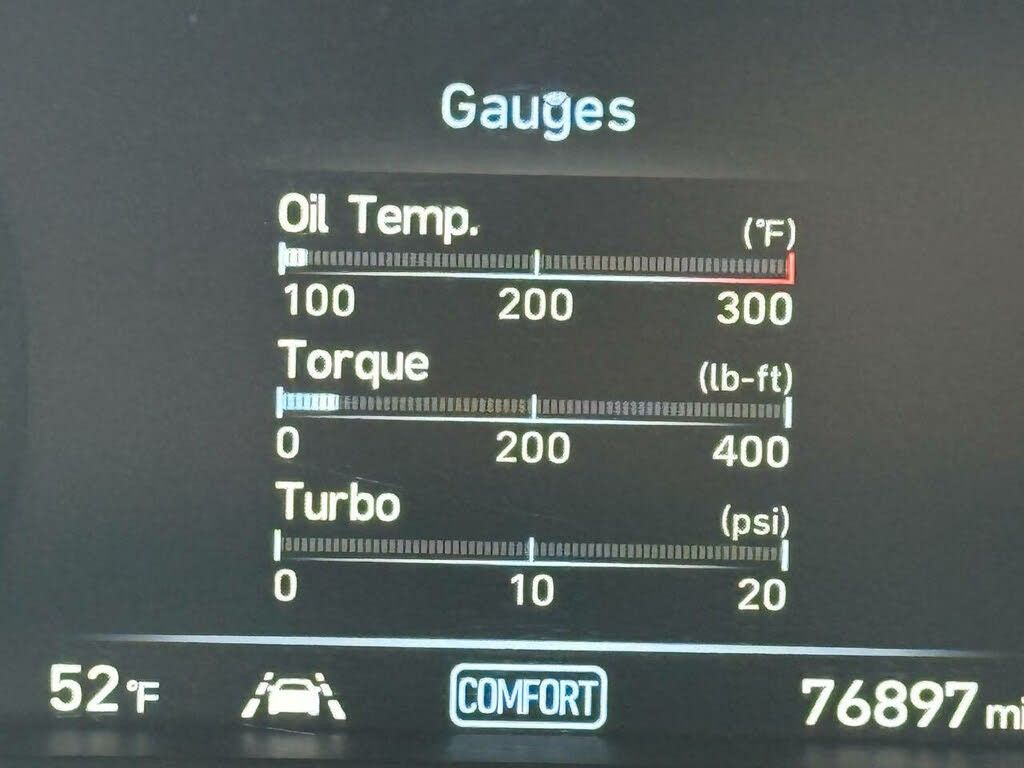 Gauges
Oil Temp. (°F)
100 200 300
Torque (lb-ft)
0 200 400
Turbo (psi)
0 10 20
52°F COMFORT 76897 mi